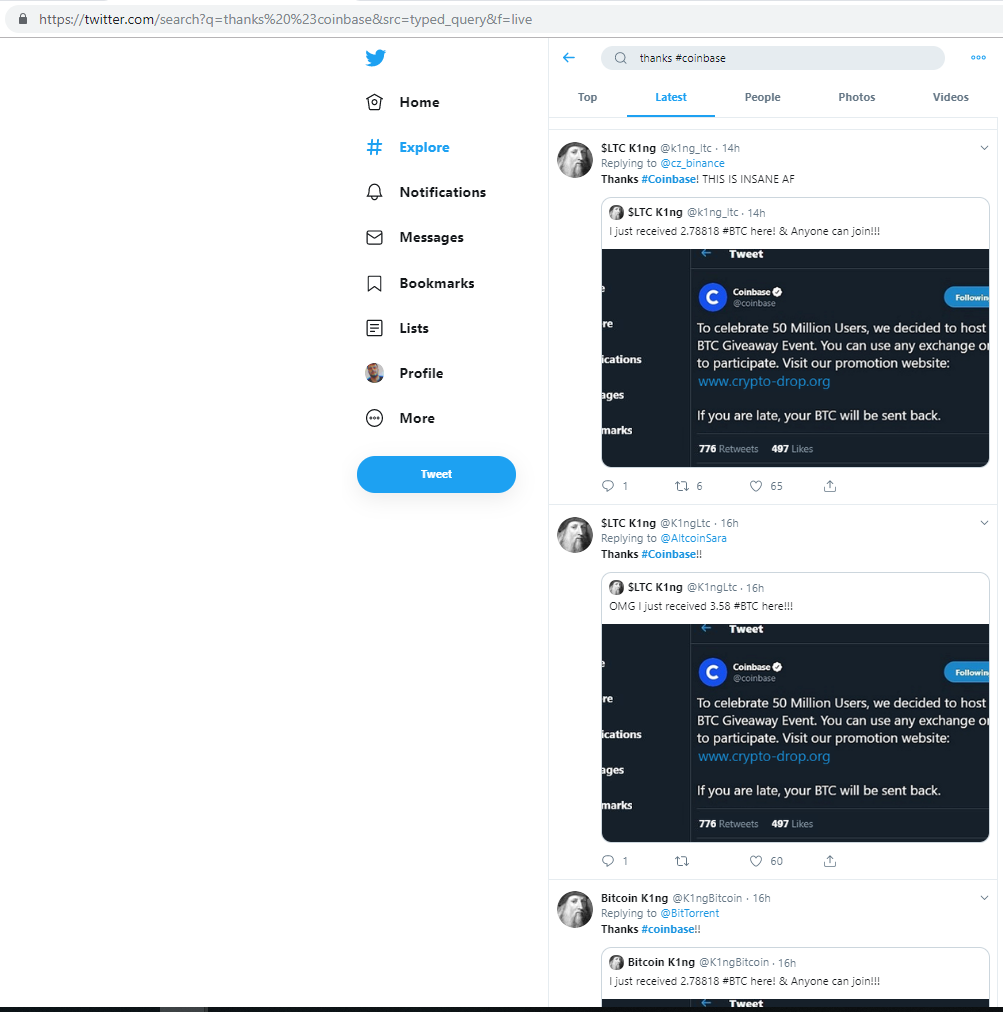 https://twitter.com/search?q=thanks%20%23coinbase&src=typed_query&f=live
thanks #coinbase
Top
Latest
People
Photos
Videos
Home
Explore
Notifications
Messages
Bookmarks
Lists
Profile
More
Tweet
$LTC K1ng @k1ng_ltc · 14h
Replying to @cz_binance
Thanks #Coinbase! THIS IS INSANE AF
$LTC K1ng @k1ng_ltc · 14h
I just received 2.78818 #BTC here! & Anyone can join!!!
Tweet
Coinbase
@coinbase
Followin
e
re
ications
ages
marks
To celebrate 50 Million Users, we decided to host
BTC Giveaway Event. You can use any exchange or
to participate. Visit our promotion website:
www.crypto-drop.org
If you are late, your BTC will be sent back.
776 Retweets 497 Likes
1 6 65
$LTC K1ng @K1ngLtc · 16h
Replying to @AltcoinSara
Thanks #Coinbase!!
$LTC K1ng @K1ngLtc · 16h
OMG I just received 3.58 #BTC here!!!
Tweet
Coinbase
@coinbase
Followin
e
re
ications
ages
marks
To celebrate 50 Million Users, we decided to host
BTC Giveaway Event. You can use any exchange or
to participate. Visit our promotion website:
www.crypto-drop.org
If you are late, your BTC will be sent back.
776 Retweets 497 Likes
1 60
Bitcoin K1ng @K1ngBitcoin · 16h
Replying to @BitTorrent
Thanks #coinbase!!
Bitcoin K1ng @K1ngBitcoin · 16h
I just received 2.78818 #BTC here! & Anyone can join!!!
Tweet